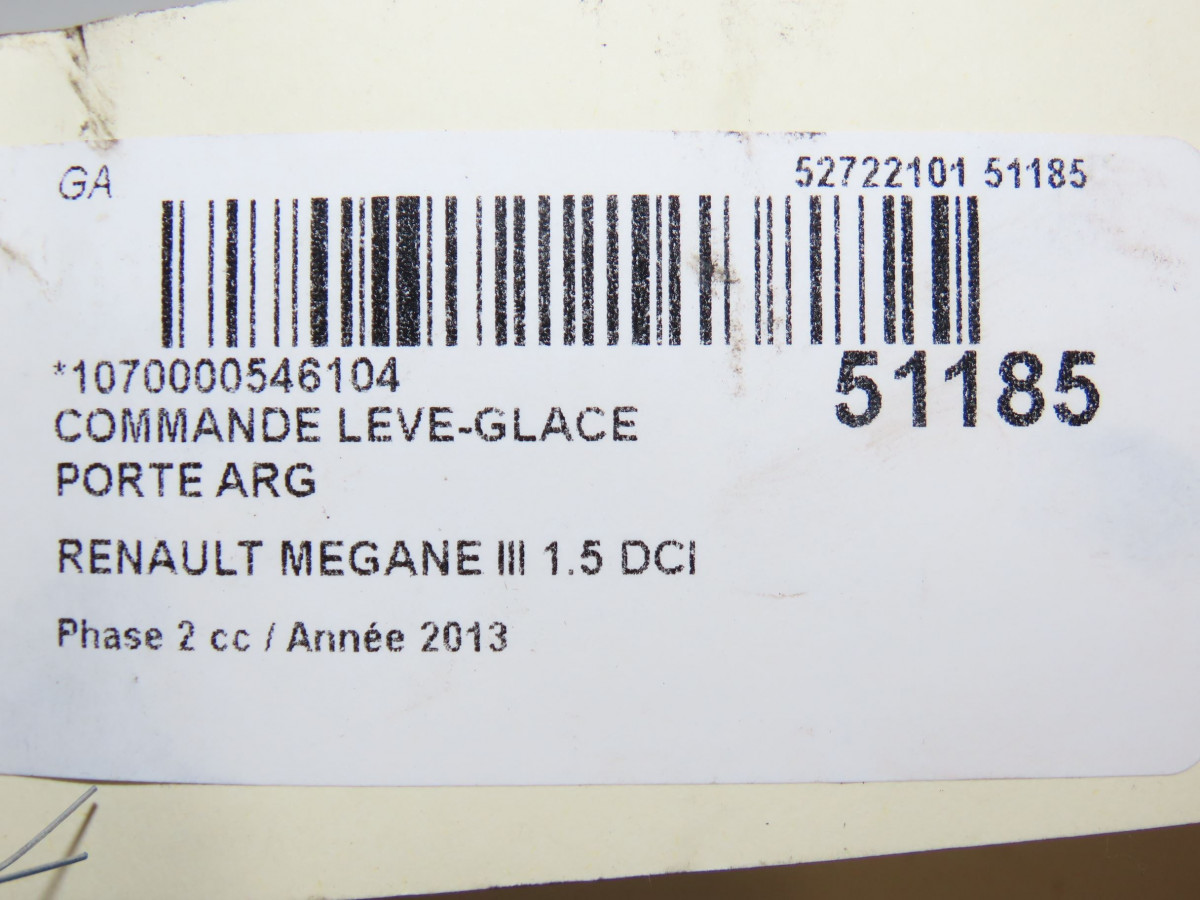 GA
52722101 51185
*1070000546104
51185
COMMANDE LEVE-GLACE
PORTE ARG
RENAULT MEGANE III 1.5 DCI
Phase 2 cc / Année 2013